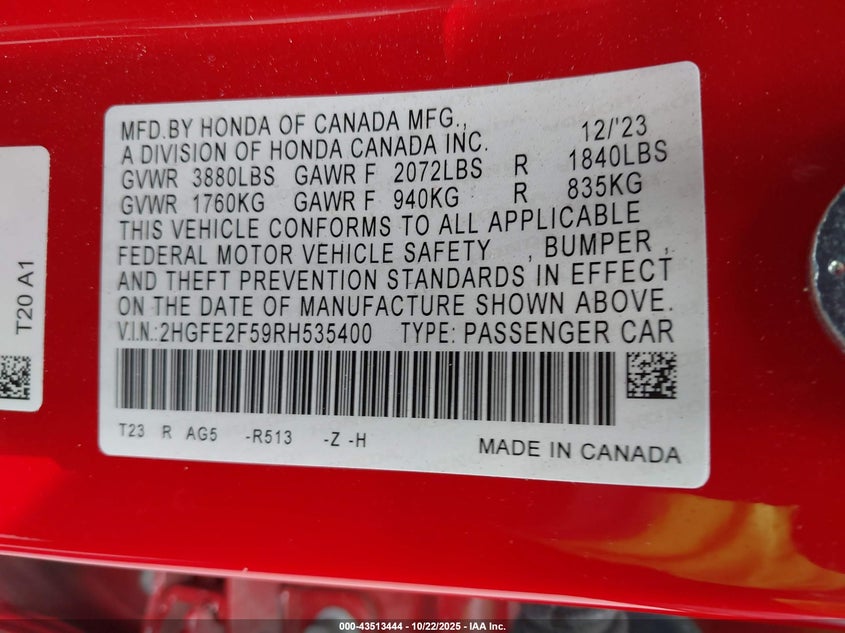 MFD.BY HONDA OF CANADA MFG., 12/'23
A DIVISION OF HONDA CANADA INC.
GVWR 3880LBS GAWR F 2072LBS R 1840LBS
GVWR 1760KG GAWR F 940KG R 835KG
THIS VEHICLE CONFORMS TO ALL APPLICABLE
FEDERAL MOTOR VEHICLE SAFETY , BUMPER ,
AND THEFT PREVENTION STANDARDS IN EFFECT
ON THE DATE OF MANUFACTURE SHOWN ABOVE.
V.I.N.:2HGFE2F59RH535400 TYPE: PASSENGER CAR
T23 R AG5 -R513 -Z -H MADE IN CANADA
T20 A1
000-43513444 - 10/22/2025 - IAA Inc.